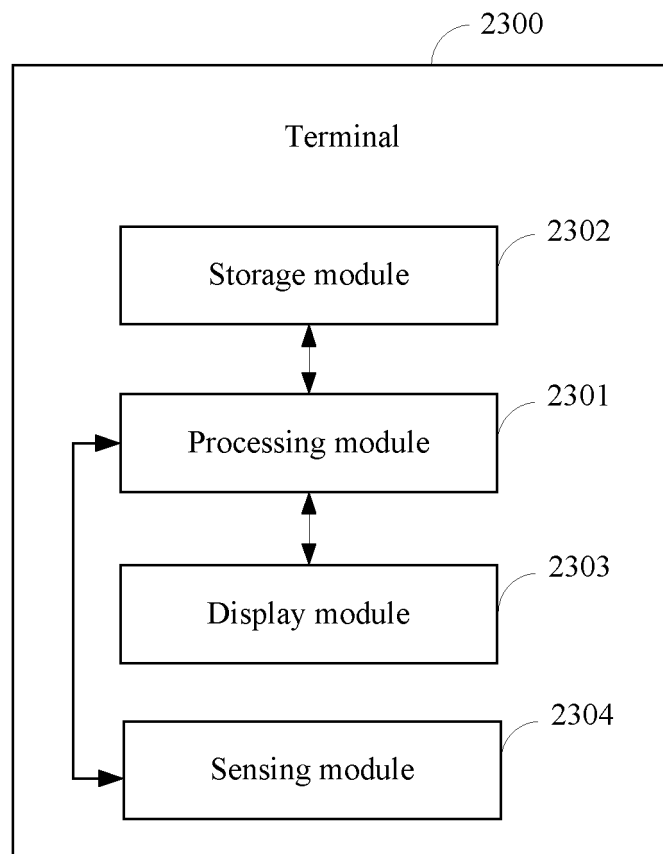 2300
Terminal
2302
Storage module
2301
Processing module
2303
Display module
2304
Sensing module